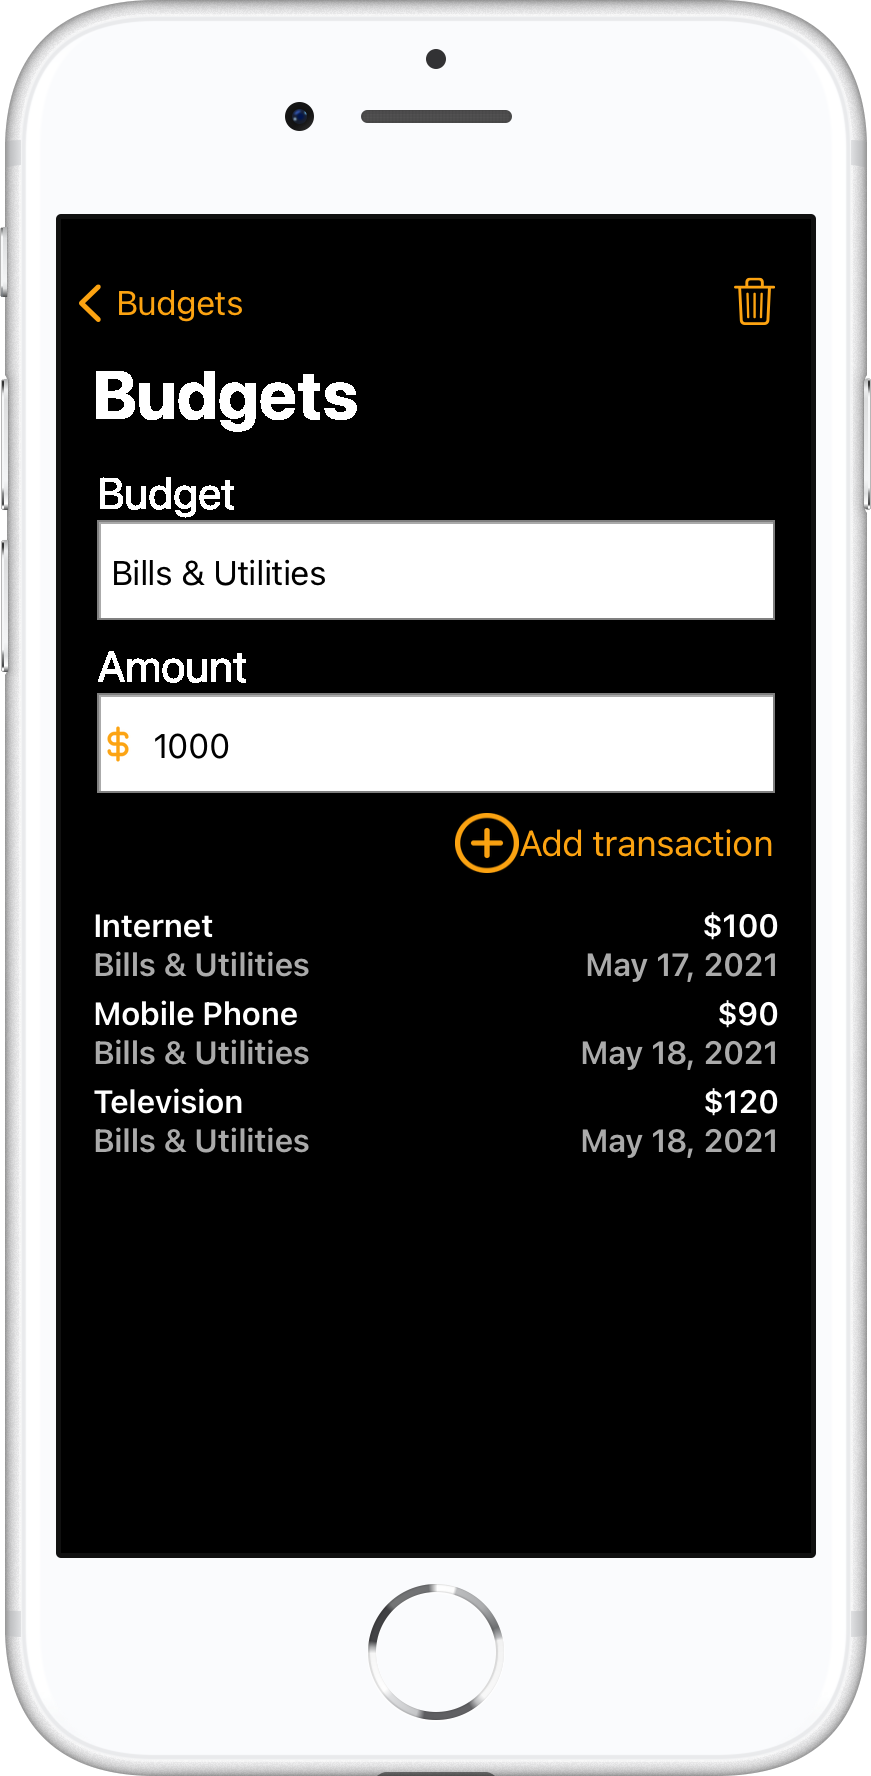 Budgets
Budgets
Budget
Bills & Utilities
Amount
$ 1000
Add transaction
Internet $100
Bills & Utilities May 17, 2021
Mobile Phone $90
Bills & Utilities May 18, 2021
Television $120
Bills & Utilities May 18, 2021